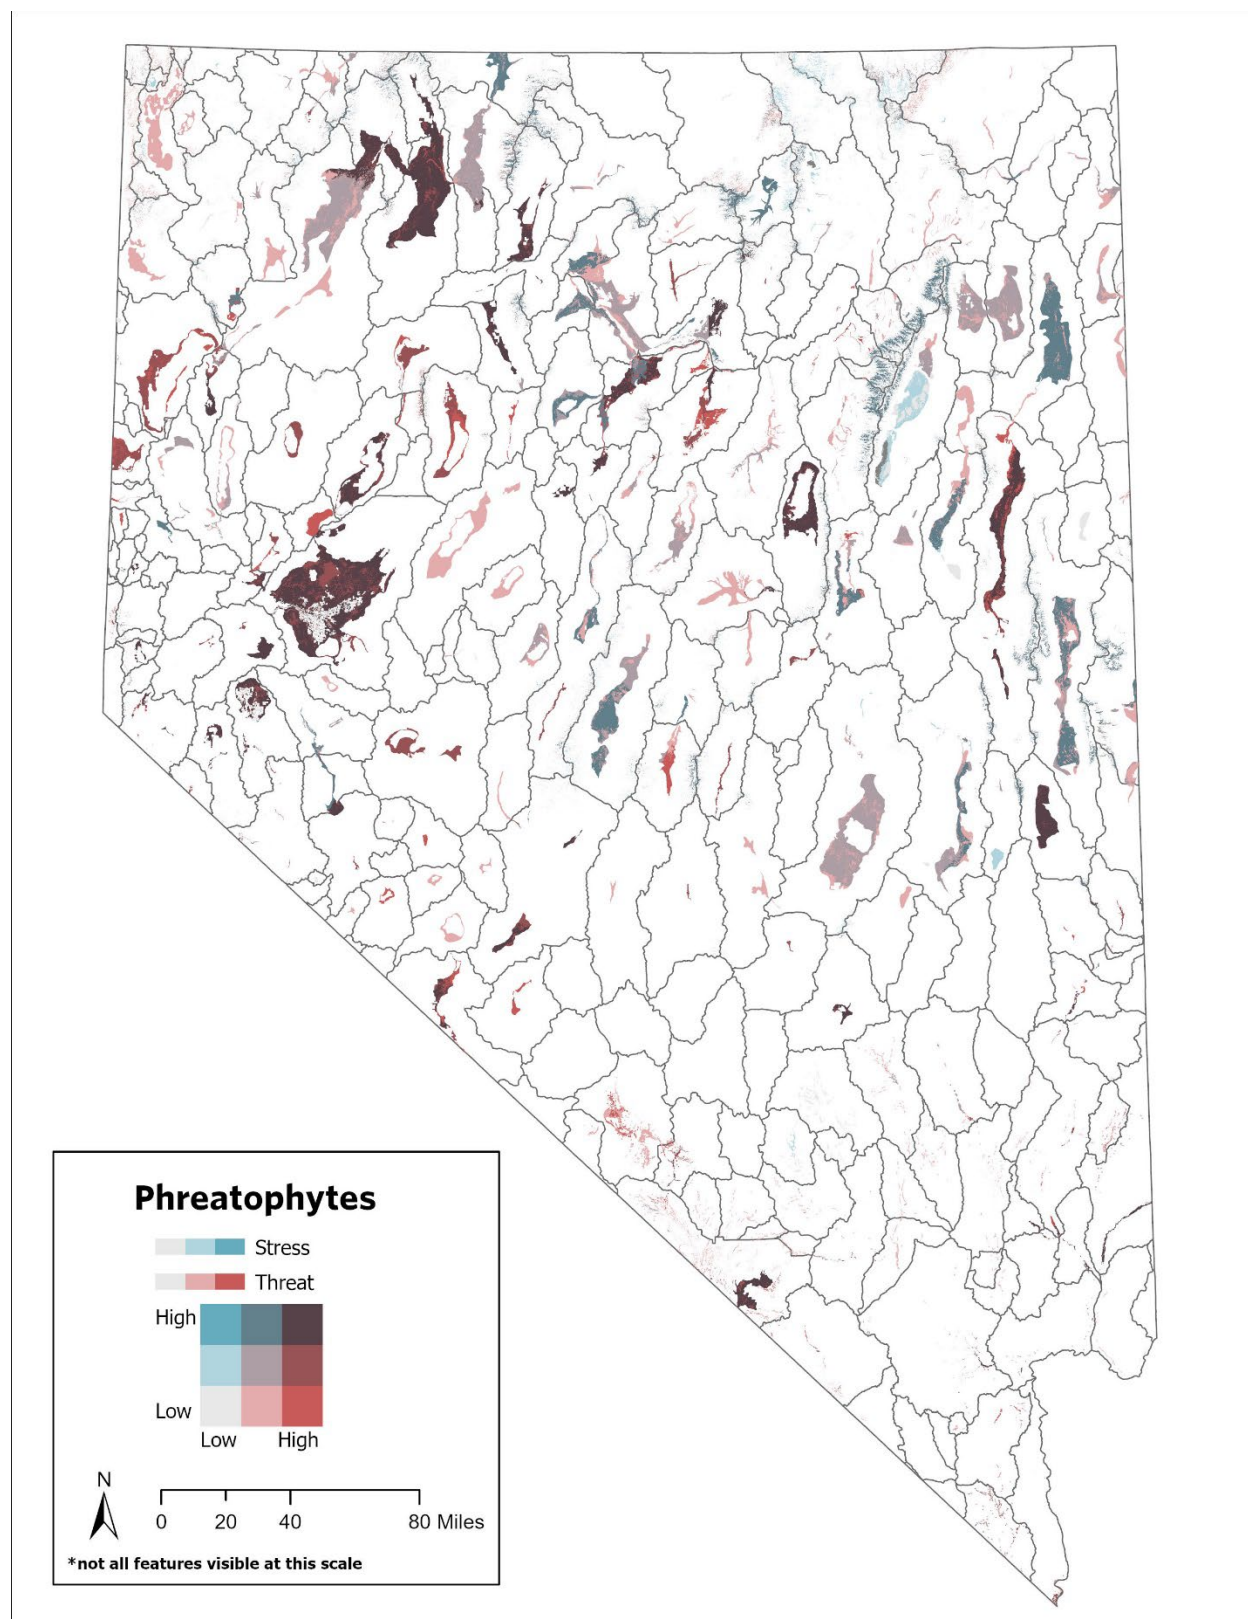 Phreatophytes
Stress
Threat
High
Low
Low High
N
0 20 40 80 Miles
*not all features visible at this scale